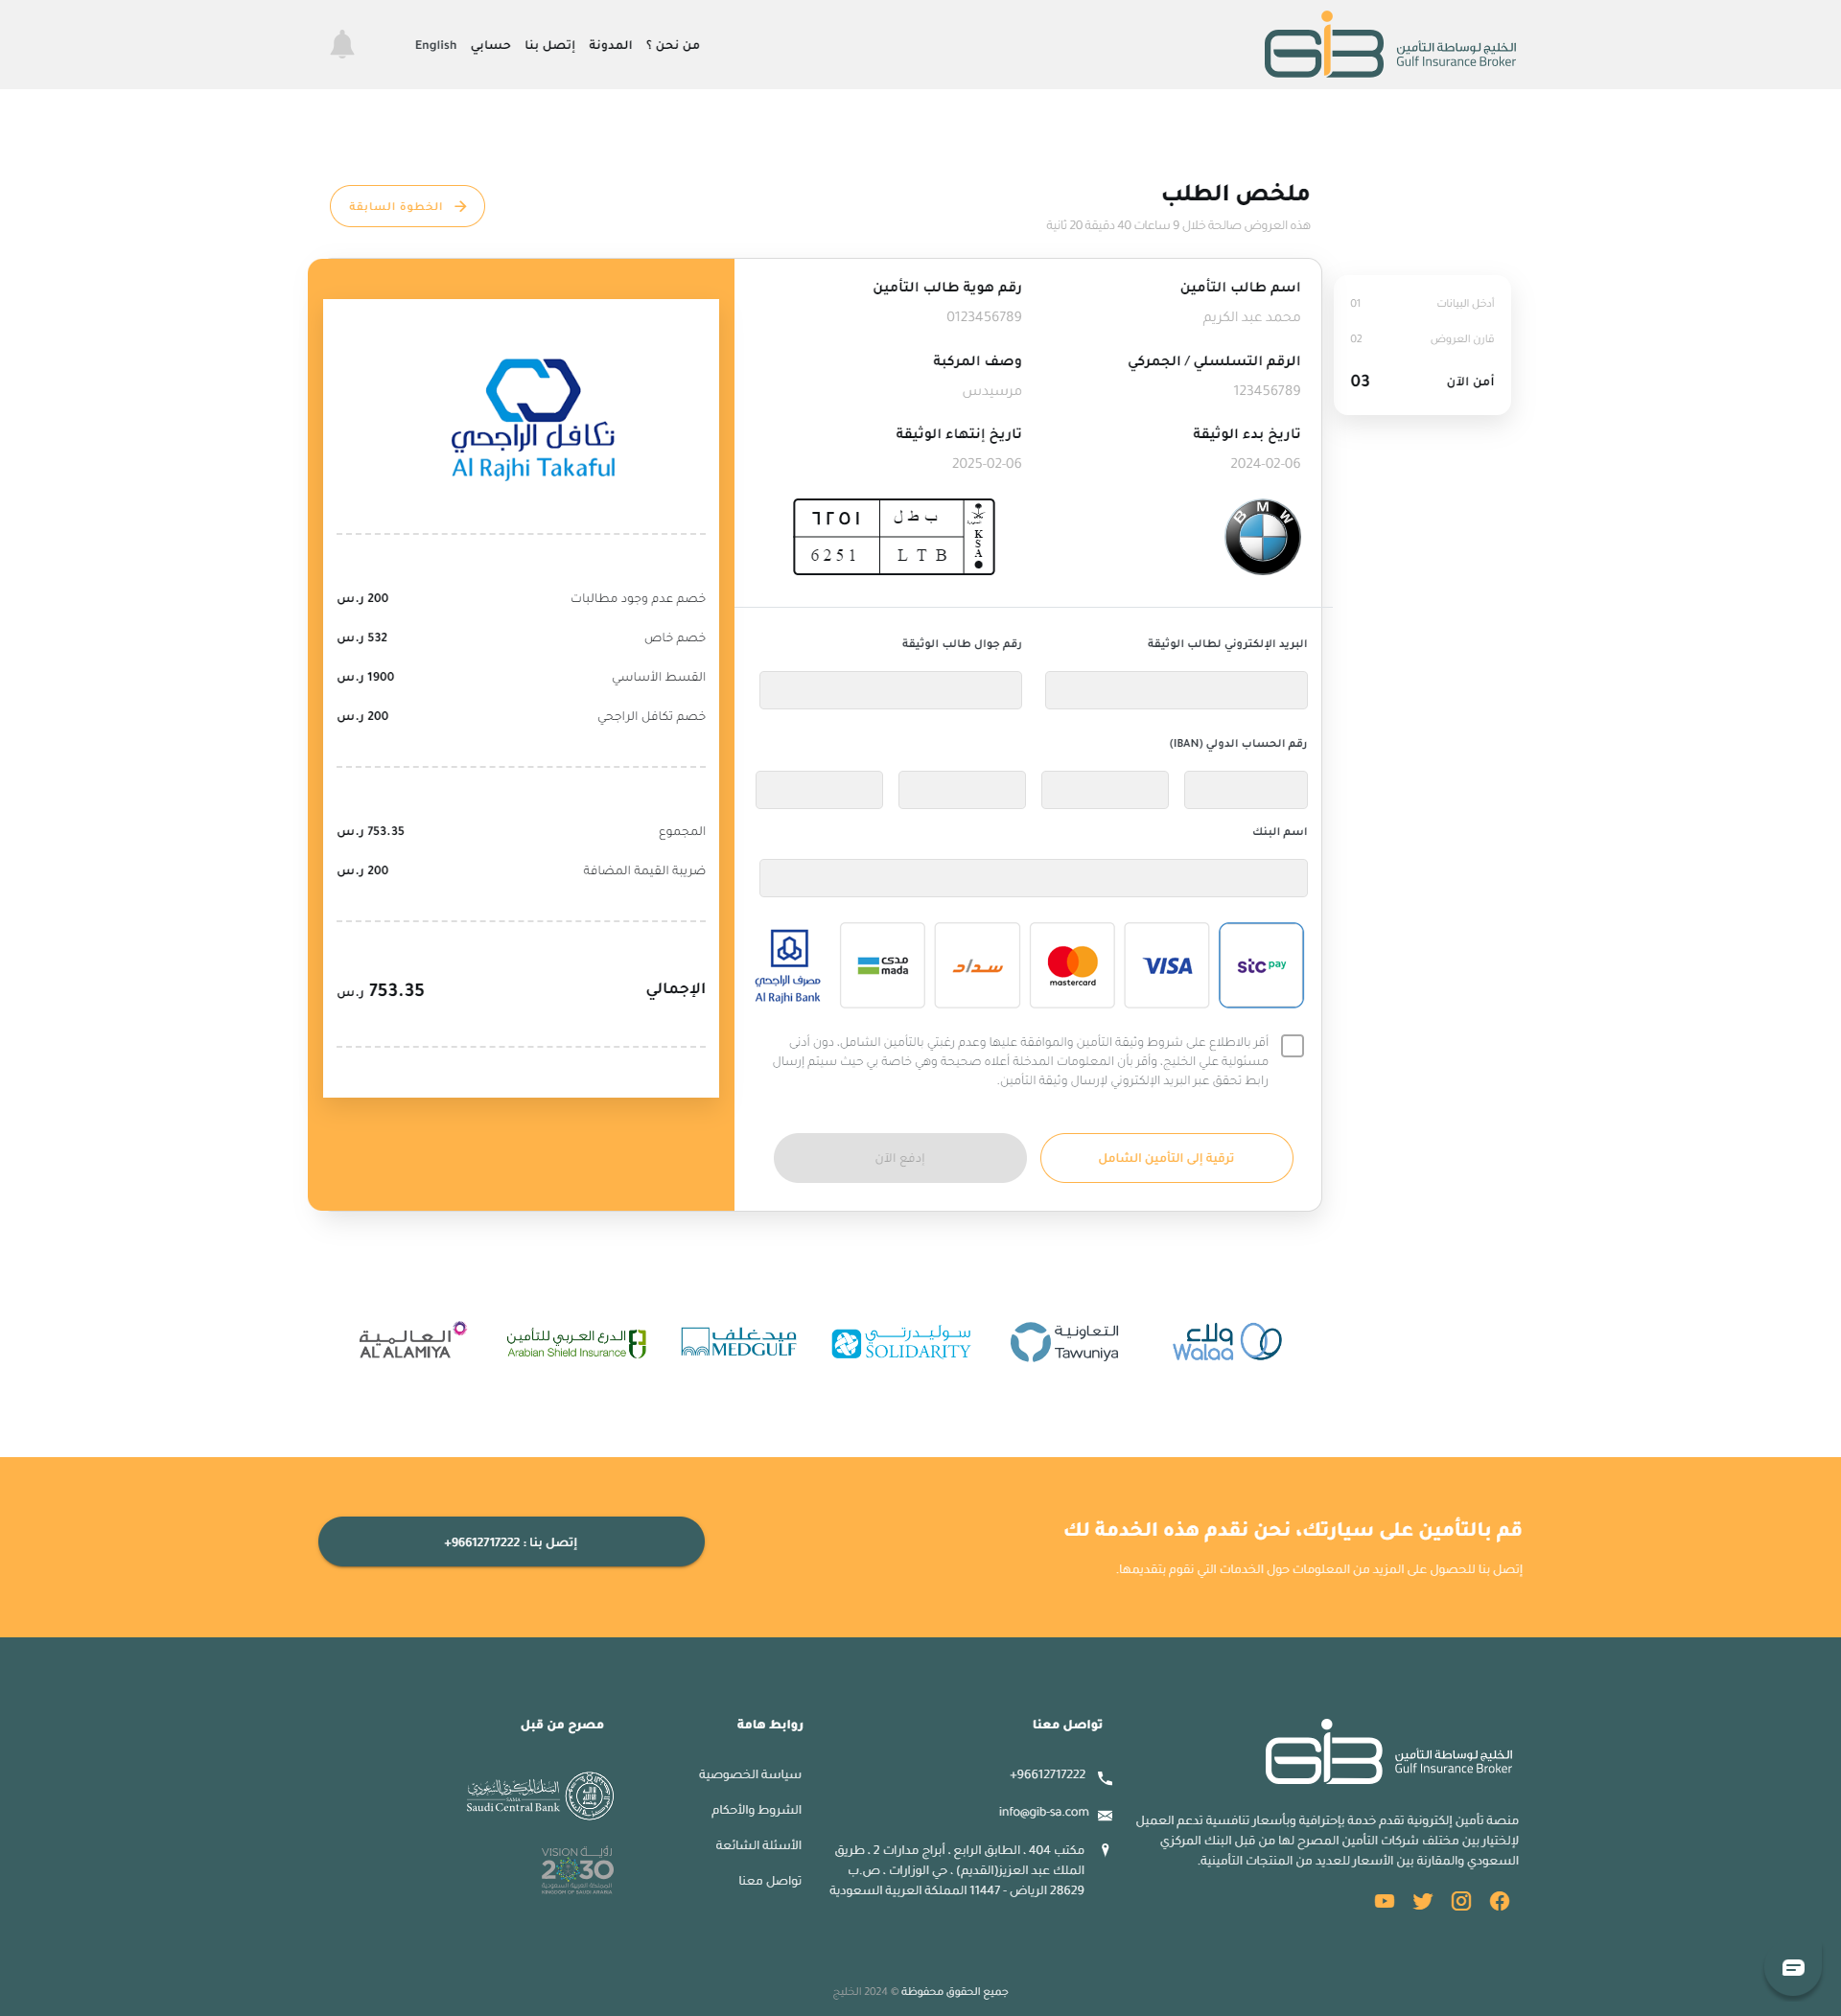 الخليج لوساطة التأمين
Gulf Insurance Broker
GIB
من نحن ؟
المدونة
إتصل بنا
حسابي
English
ملخص الطلب
هذه العروض صالحة خلال 9 ساعات 40 دقيقة 20 ثانية
الخطوة السابقة
أدخل البيانات 01
قارن العروض 02
أمن الآن 03
اسم طالب التأمين
محمد عبد الكريم
رقم هوية طالب التأمين
0123456789
الرقم التسلسلي / الجمركي
123456789
وصف المركبة
مرسيدس
تاريخ بدء الوثيقة
2024-02-06
تاريخ إنتهاء الوثيقة
2025-02-06
BMW
٦٢٥١
ب ط ل
6251
L T B
KSA
البريد الإلكتروني لطالب الوثيقة
رقم جوال طالب الوثيقة
رقم الحساب الدولي (IBAN)
اسم البنك
stc pay
VISA
mastercard
سداد
مدى
mada
مصرف الراجحي
Al Rajhi Bank
أقر بالاطلاع على شروط وثيقة التأمين والموافقة عليها وعدم رغبتي بالتأمين الشامل، دون أدنى
مسئولية علي الخليج، وأقر بأن المعلومات المدخلة أعلاه صحيحة وهي خاصة بي حيث سيتم إرسال
رابط تحقق عبر البريد الإلكتروني لإرسال وثيقة التأمين.
ترقية إلى التأمين الشامل
إدفع الآن
تكافل الراجحي
Al Rajhi Takaful
خصم عدم وجود مطالبات 200 ر.س
خصم خاص 532 ر.س
القسط الأساسي 1900 ر.س
خصم تكافل الراجحي 200 ر.س
المجموع 753.35 ر.س
ضريبة القيمة المضافة 200 ر.س
الإجمالي 753.35 ر.س
ولاء
Walaa
التعاونية
Tawuniya
سوليدرتي
SOLIDARITY
ميدغلف
MEDGULF
الدرع العربي للتأمين
Arabian Shield Insurance
العالمية
AL ALAMIYA
قم بالتأمين على سيارتك، نحن نقدم هذه الخدمة لك
إتصل بنا للحصول على المزيد من المعلومات حول الخدمات التي نقوم بتقديمها.
إتصل بنا : 96612717222+
GIB
الخليج لوساطة التأمين
Gulf Insurance Broker
منصة تأمين إلكترونية تقدم خدمة بإحترافية وبأسعار تنافسية تدعم العميل
لإختيار بين مختلف شركات التأمين المصرح لها من قبل البنك المركزي
السعودي والمقارنة بين الأسعار للعديد من المنتجات التأمينية.
تواصل معنا
96612717222+
info@gib-sa.com
مكتب 404 ، الطابق الرابع ، أبراج مدارات 2 ، طريق
الملك عبد العزيز(القديم) ، حي الوزارات ، ص.ب
28629 الرياض - 11447 المملكة العربية السعودية
روابط هامة
سياسة الخصوصية
الشروط والأحكام
الأسئلة الشائعة
تواصل معنا
مصرح من قبل
البنك المركزي السعودي
SAMA
Saudi Central Bank
VISION رؤية
2030
المملكة العربية السعودية
KINGDOM OF SAUDI ARABIA
جميع الحقوق محفوظة © 2024 الخليج